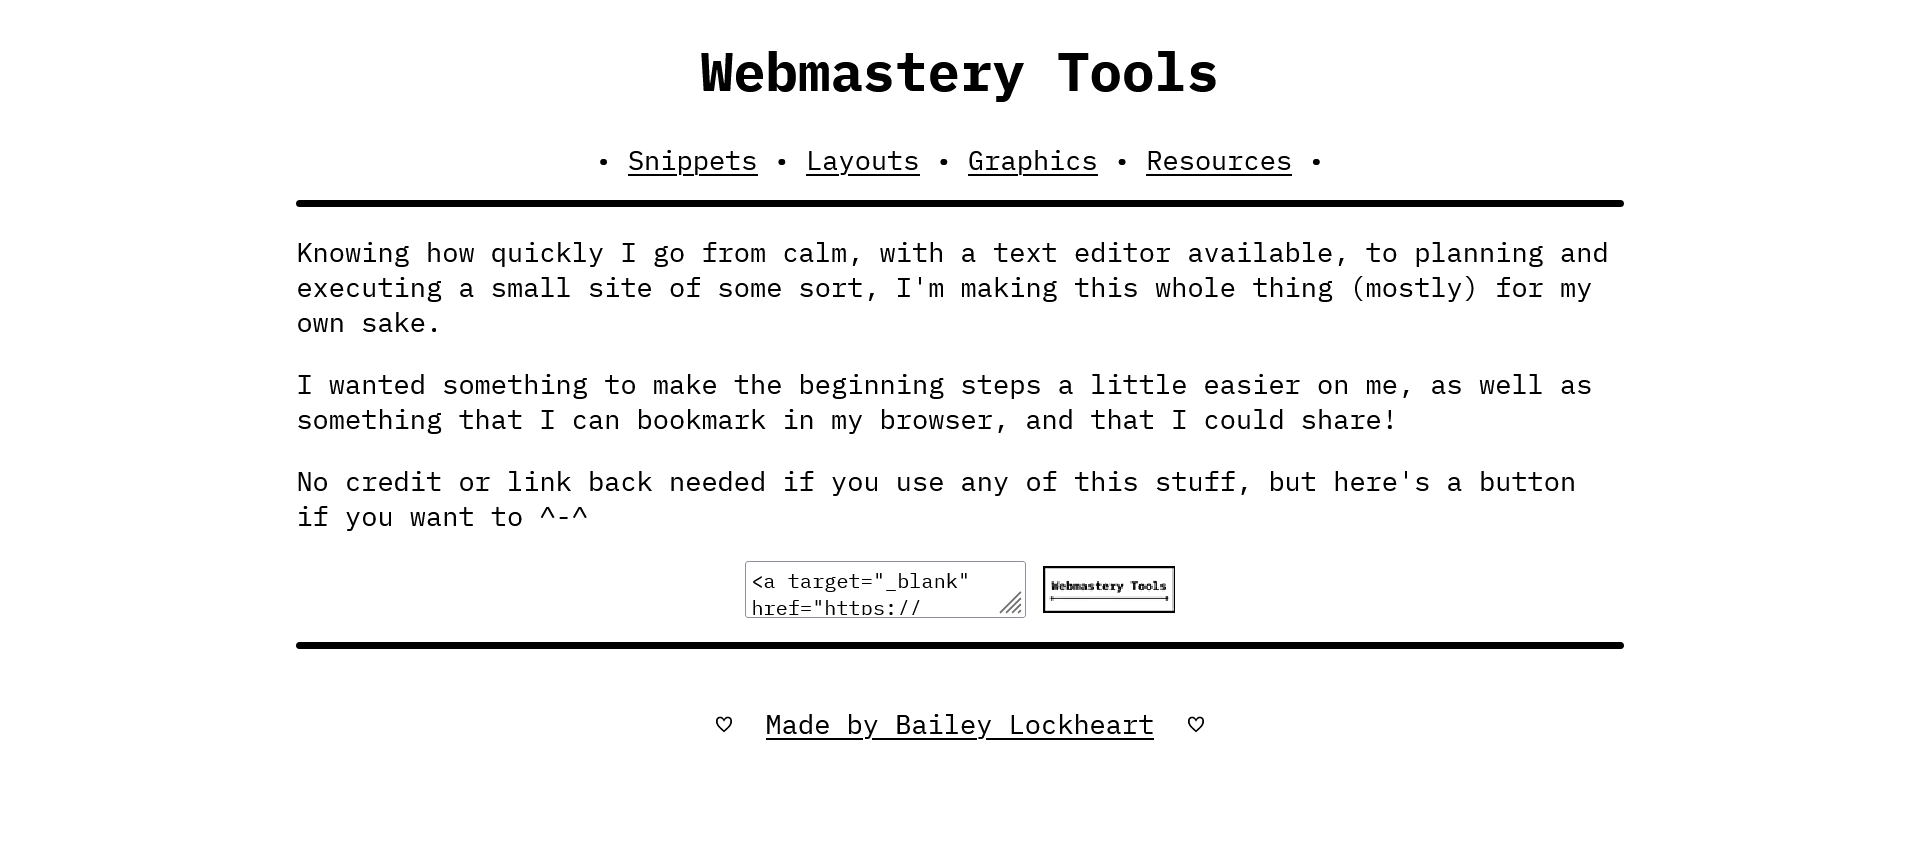 Webmastery Tools
• Snippets • Layouts • Graphics • Resources •
Knowing how quickly I go from calm, with a text editor available, to planning and
executing a small site of some sort, I'm making this whole thing (mostly) for my
own sake.
I wanted something to make the beginning steps a little easier on me, as well as
something that I can bookmark in my browser, and that I could share!
No credit or link back needed if you use any of this stuff, but here's a button
if you want to ^-^
<a target="_blank"
href="https://
Webmastery Tools
♡ Made by Bailey Lockheart ♡